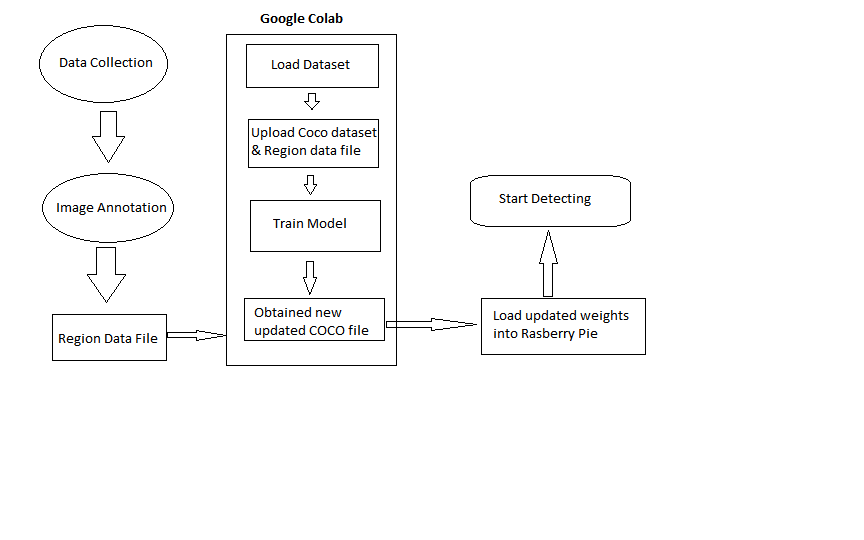 Google Colab
Data Collection
Image Annotation
Region Data File
Load Dataset
Upload Coco dataset
& Region data file
Train Model
Obtained new
updated COCO file
Load updated weights
into Rasberry Pie
Start Detecting